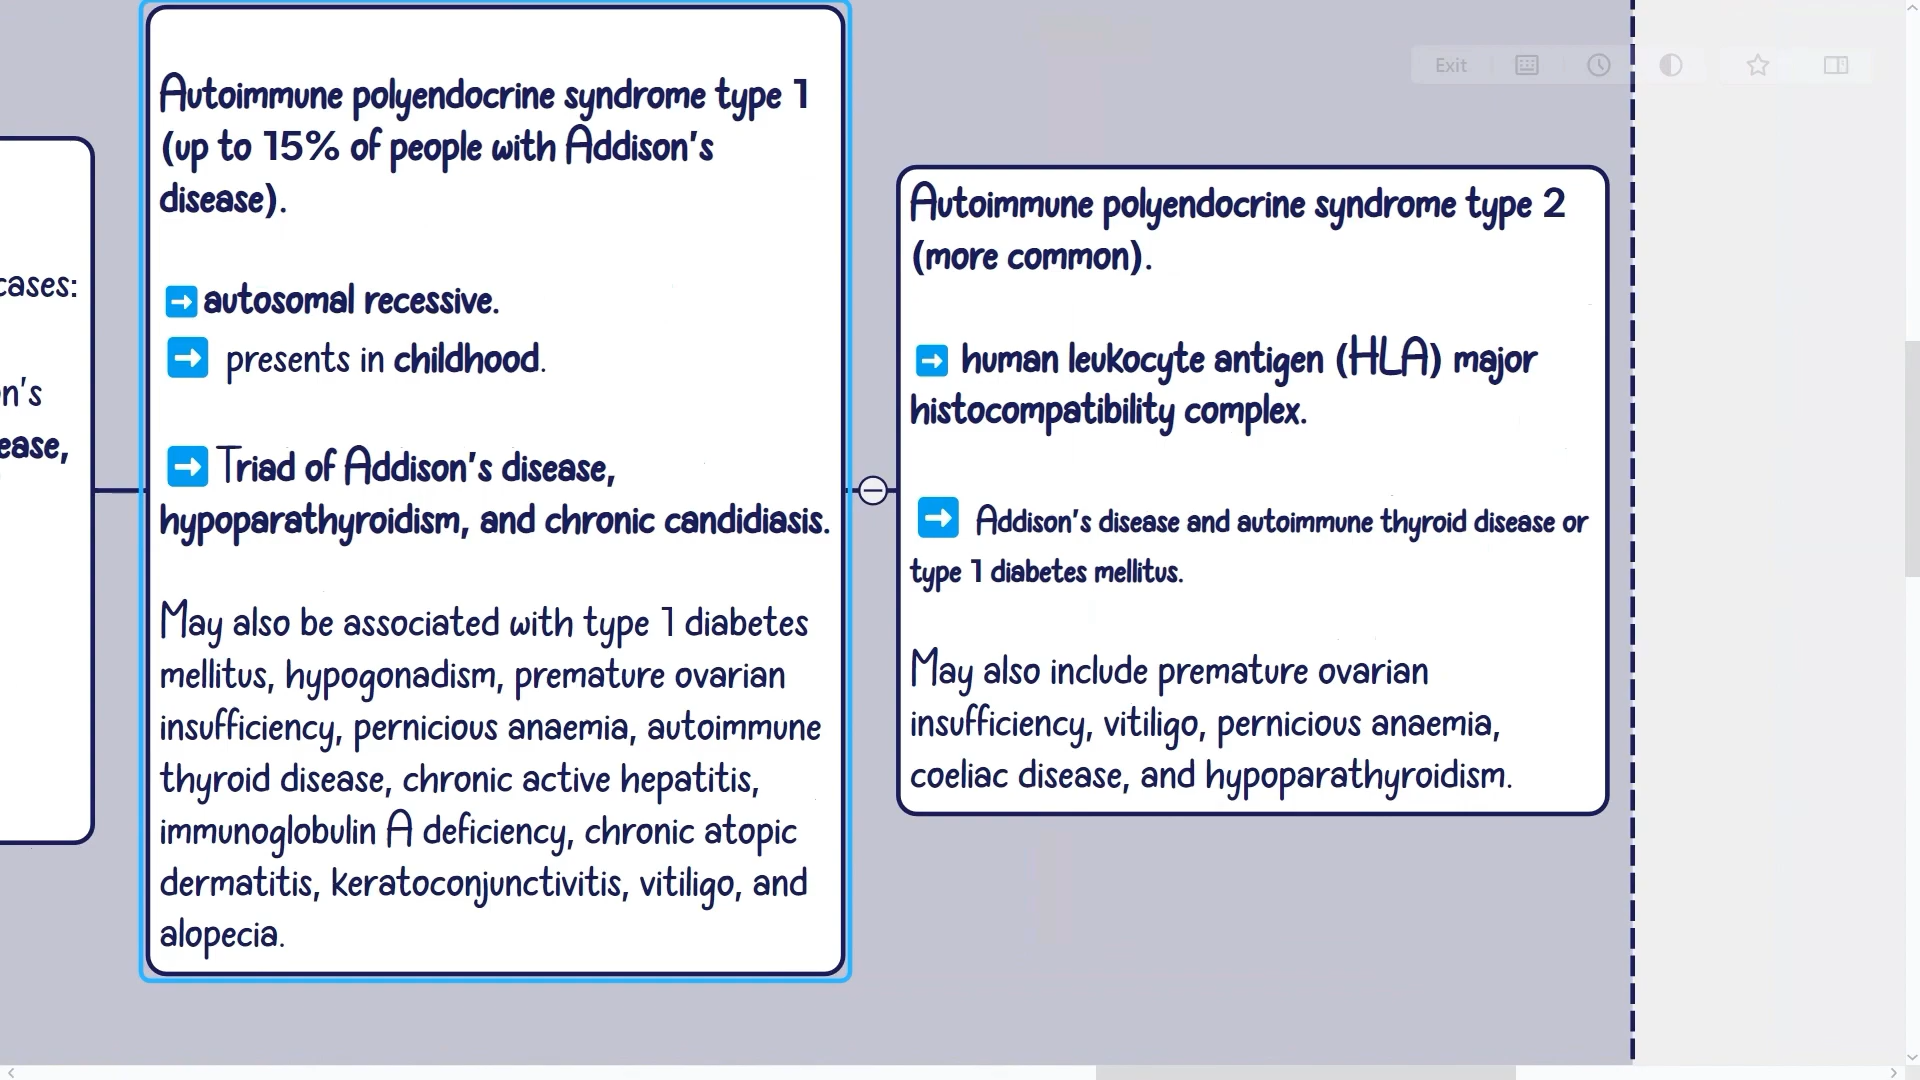 Exit
cases:
n's
ease,
Autoimmune polyendocrine syndrome type 1
(up to 15% of people with Addison's
disease).
autosomal recessive.
presents in childhood.
Triad of Addison's disease,
hypoparathyroidism, and chronic candidiasis.
May also be associated with type 1 diabetes
mellitus, hypogonadism, premature ovarian
insufficiency, pernicious anaemia, autoimmune
thyroid disease, chronic active hepatitis,
immunoglobulin A deficiency, chronic atopic
dermatitis, keratoconjunctivitis, vitiligo, and
alopecia.
Autoimmune polyendocrine syndrome type 2
(more common).
human leukocyte antigen (HLA) major
histocompatibility complex.
Addison's disease and autoimmune thyroid disease or
type 1 diabetes mellitus.
May also include premature ovarian
insufficiency, vitiligo, pernicious anaemia,
coeliac disease, and hypoparathyroidism.